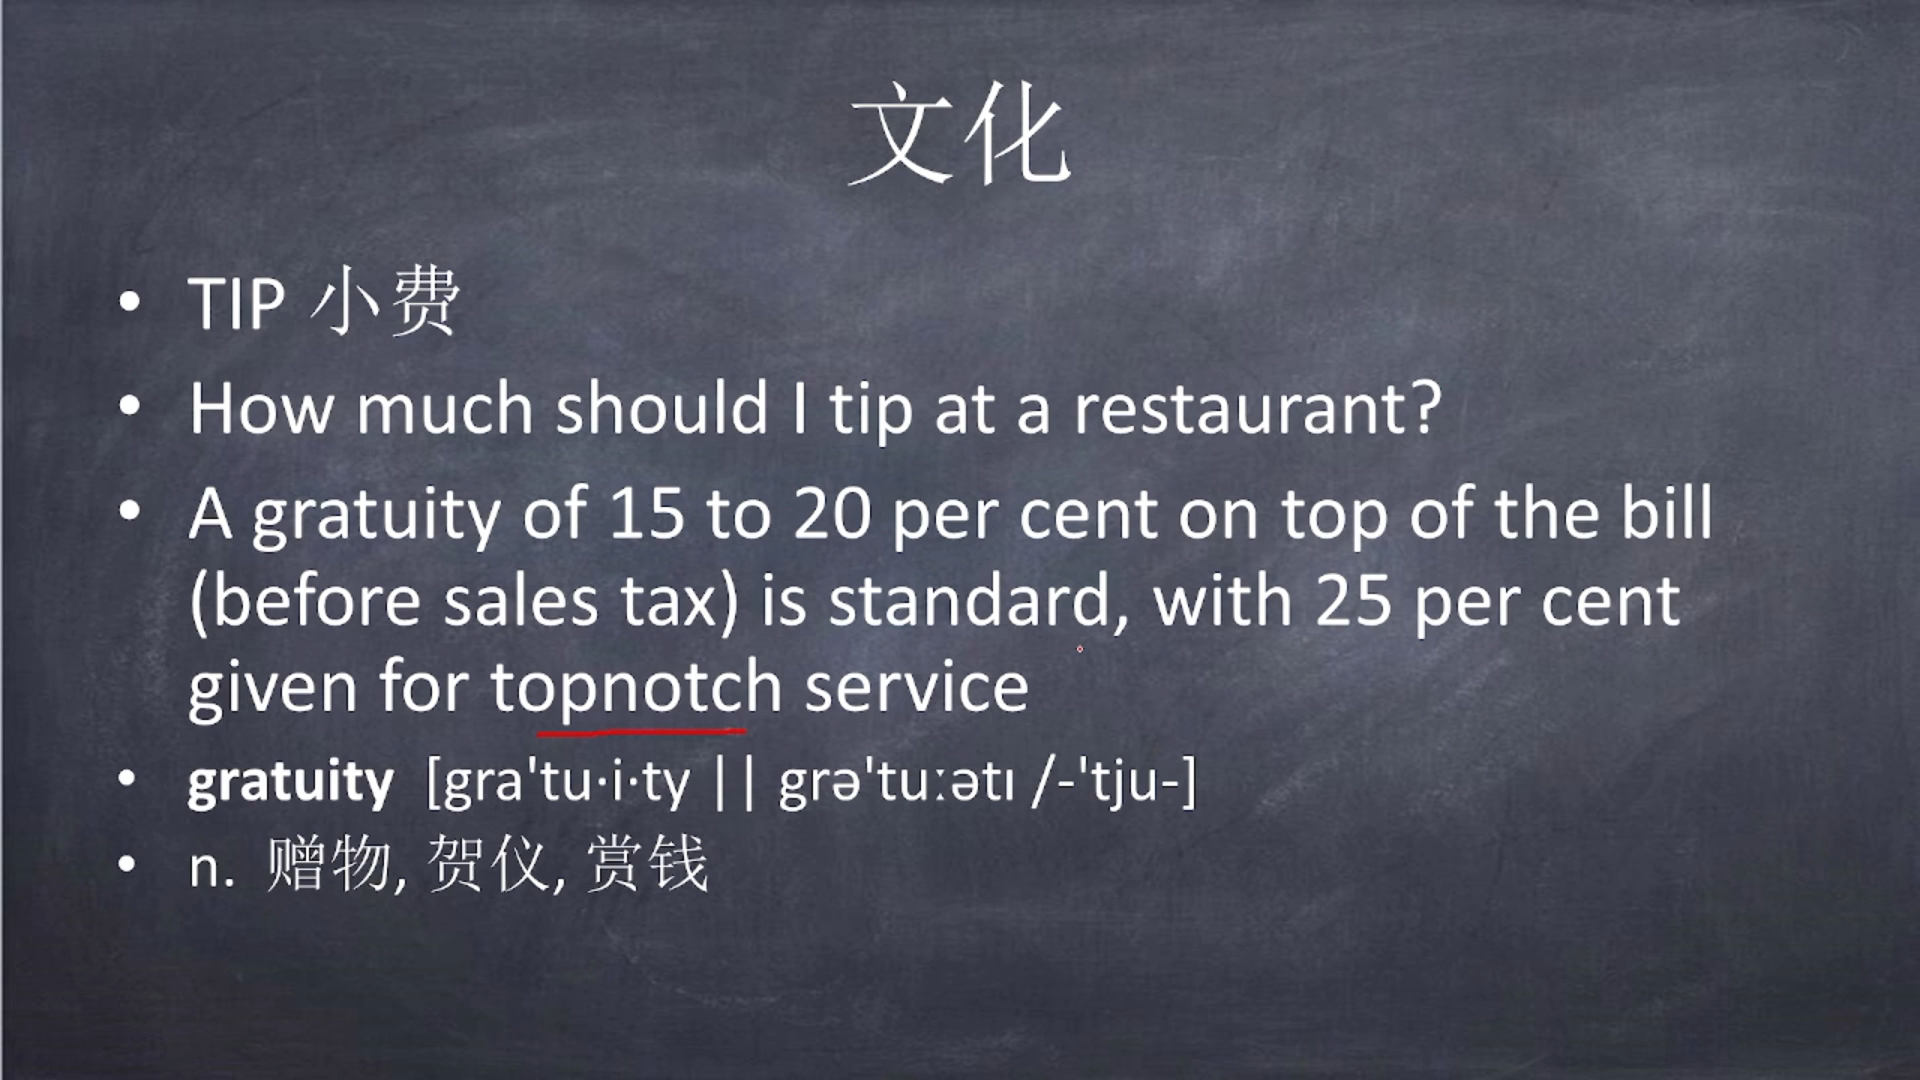 文化
• TIP 小费
• How much should I tip at a restaurant?
• A gratuity of 15 to 20 per cent on top of the bill
(before sales tax) is standard, with 25 per cent
given for topnotch service
• gratuity [gra'tu·i·ty || grə'tuːətɪ /-'tju-]
• n. 赠物, 贺仪, 赏钱